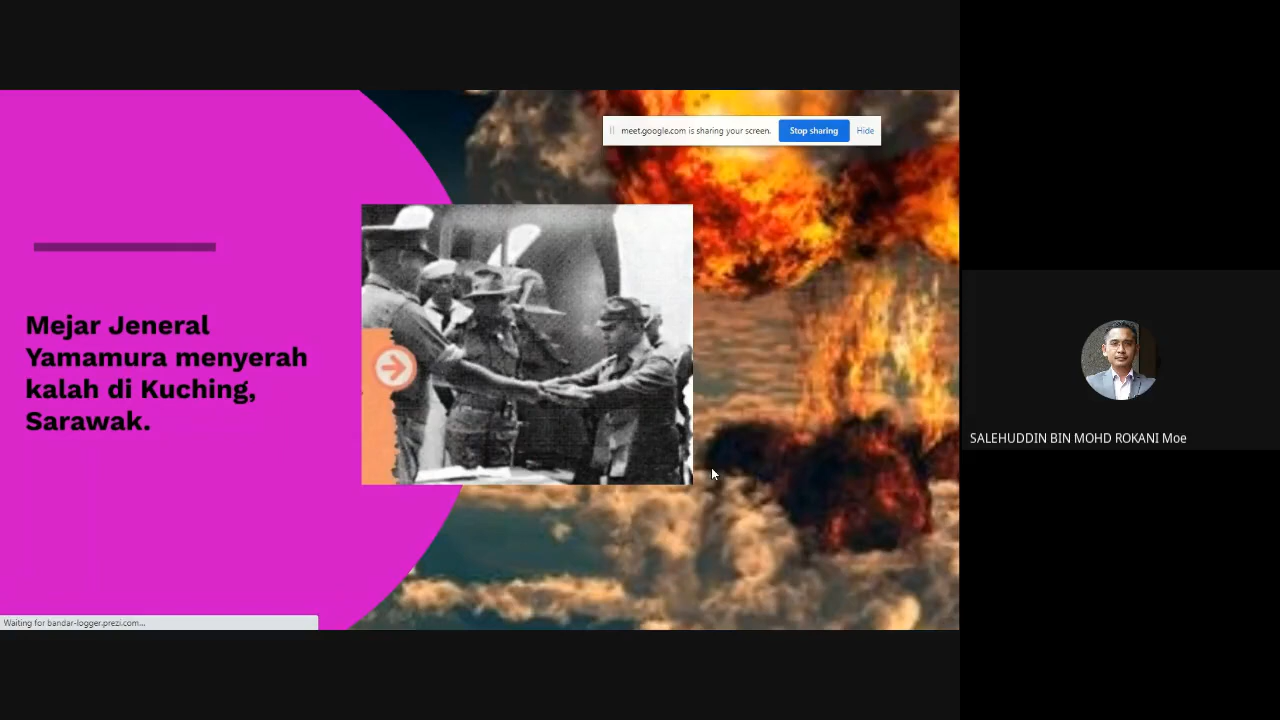 meet.google.com is sharing your screen.
Stop sharing
Hide
Mejar Jeneral
Yamamura menyerah
kalah di Kuching,
Sarawak.
SALEHUDDIN BIN MOHD ROKANI Moe
Waiting for bandar-logger.prezi.com...